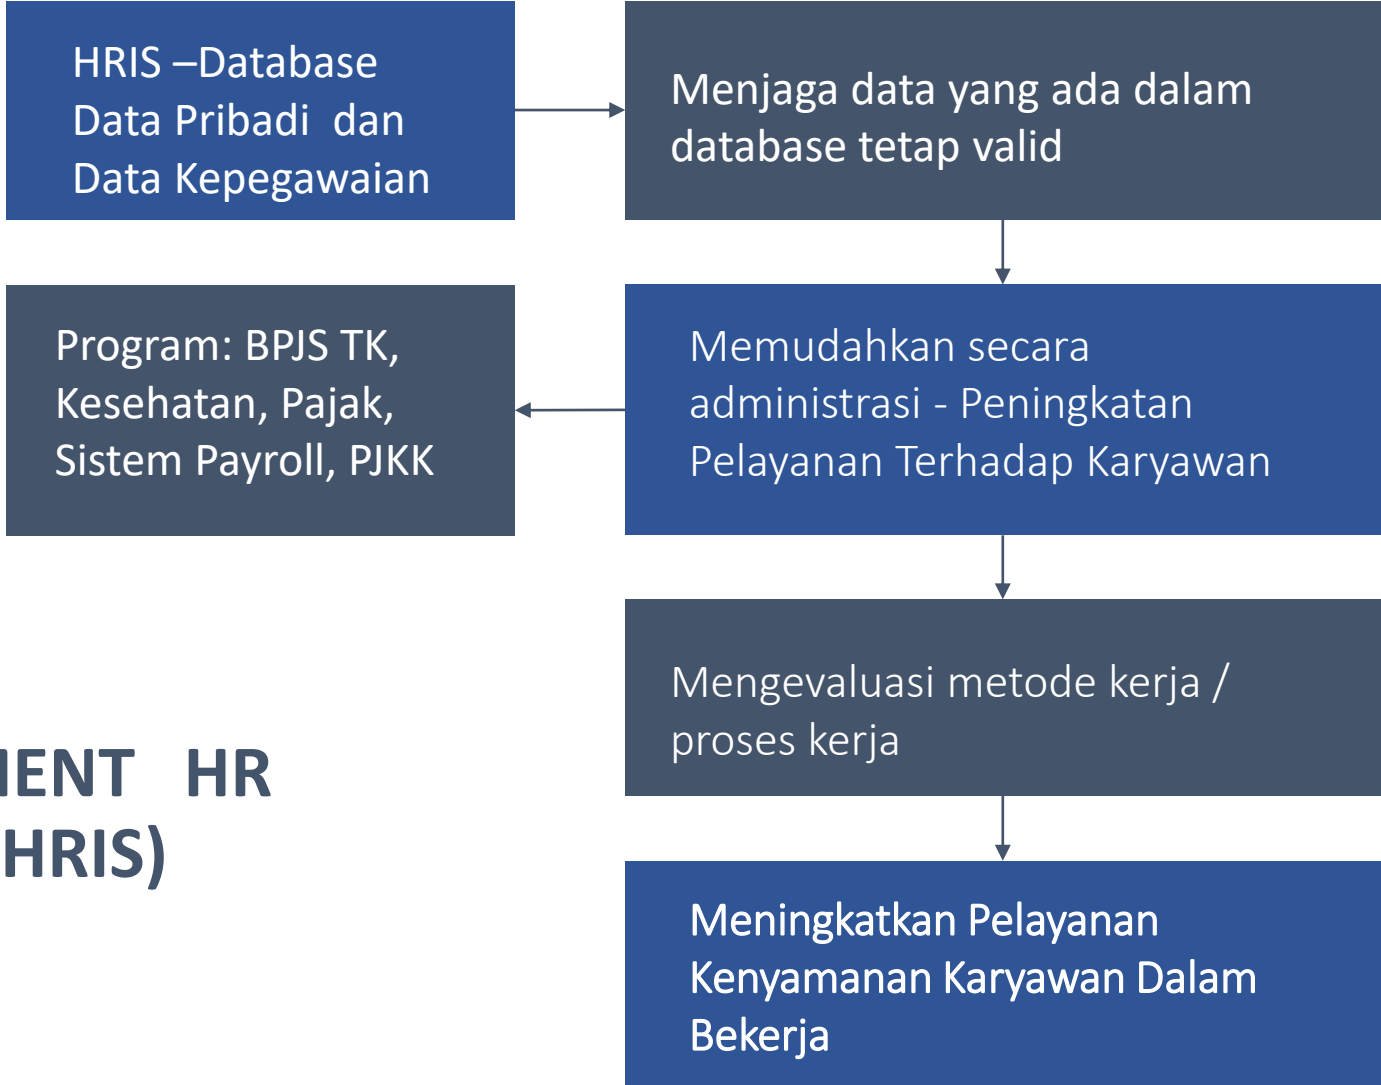 HRIS –Database
Data Pribadi dan
Data Kepegawaian
Menjaga data yang ada dalam
database tetap valid
Program: BPJS TK,
Kesehatan, Pajak,
Sistem Payroll, PJKK
Memudahkan secara
administrasi - Peningkatan
Pelayanan Terhadap Karyawan
Mengevaluasi metode kerja /
proses kerja
HR
HRIS)
Meningkatkan Pelayanan
Kenyamanan Karyawan Dalam
Bekerja